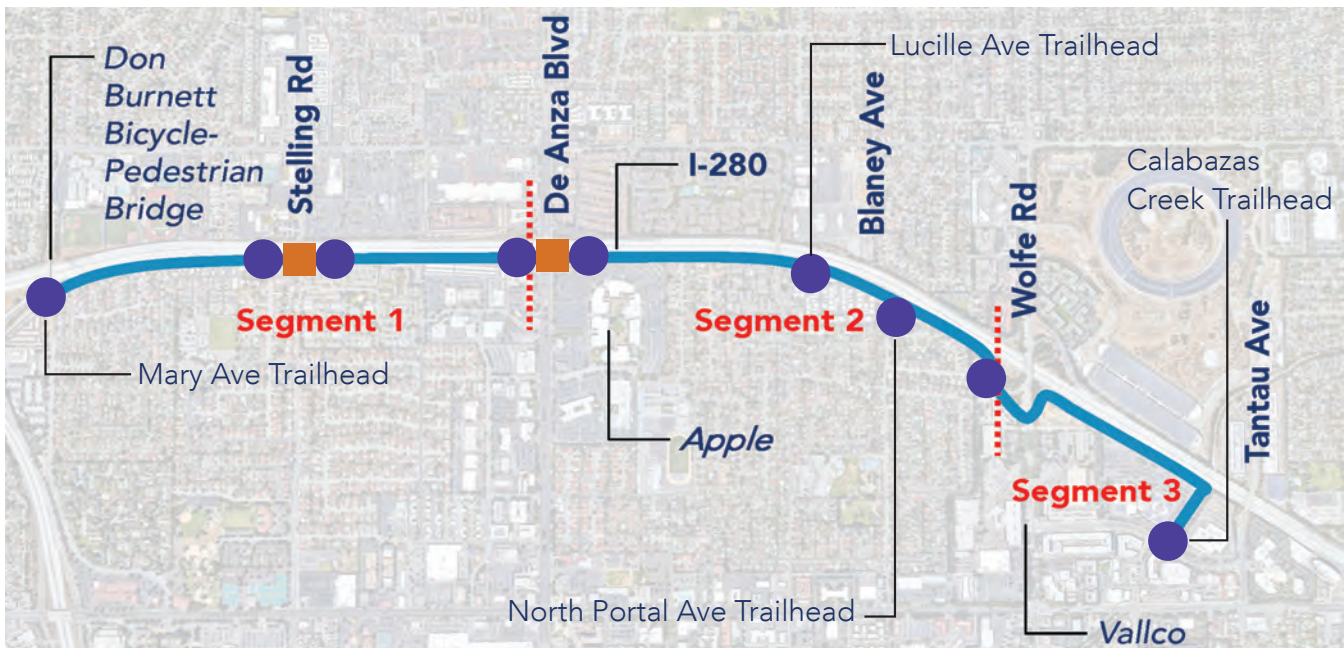 Don
Burnett
Bicycle-
Pedestrian
Bridge
Stelling Rd
De Anza Blvd
I-280
Lucille Ave Trailhead
Blaney Ave
Wolfe Rd
Calabazas
Creek Trailhead
Tantau Ave
Segment 1
Segment 2
Mary Ave Trailhead
Apple
Segment 3
North Portal Ave Trailhead
Vallco